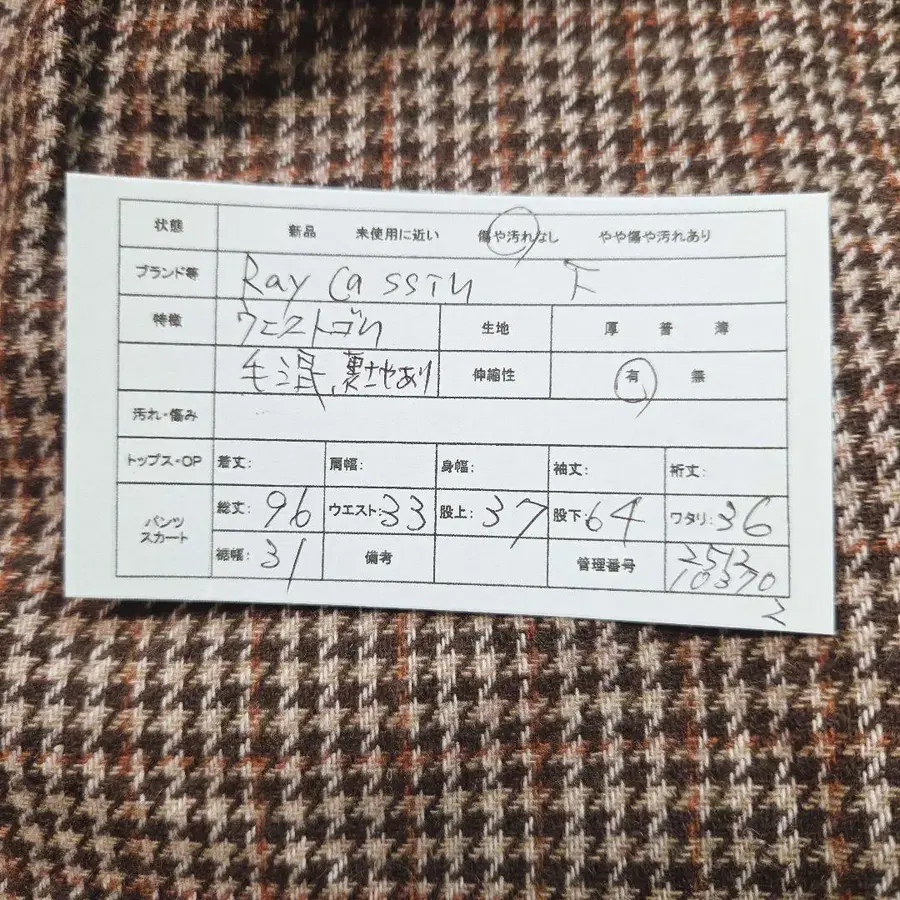 状態 新品 未使用に近い 傷や汚れなし やや傷や汚れあり
ブランド等 Ray Cassin F
特徴 ウエストゴム 生地 厚 普 薄
毛混、裏地あり 伸縮性 有 無
汚れ・傷み
トップス・OP 着丈: 肩幅: 身幅: 袖丈: 裄丈:
パンツ スカート 総丈: 96 ウエスト: 33 股上: 37 股下: 64 ワタリ: 36
裾幅: 31 備考 管理番号 2512
10370
2